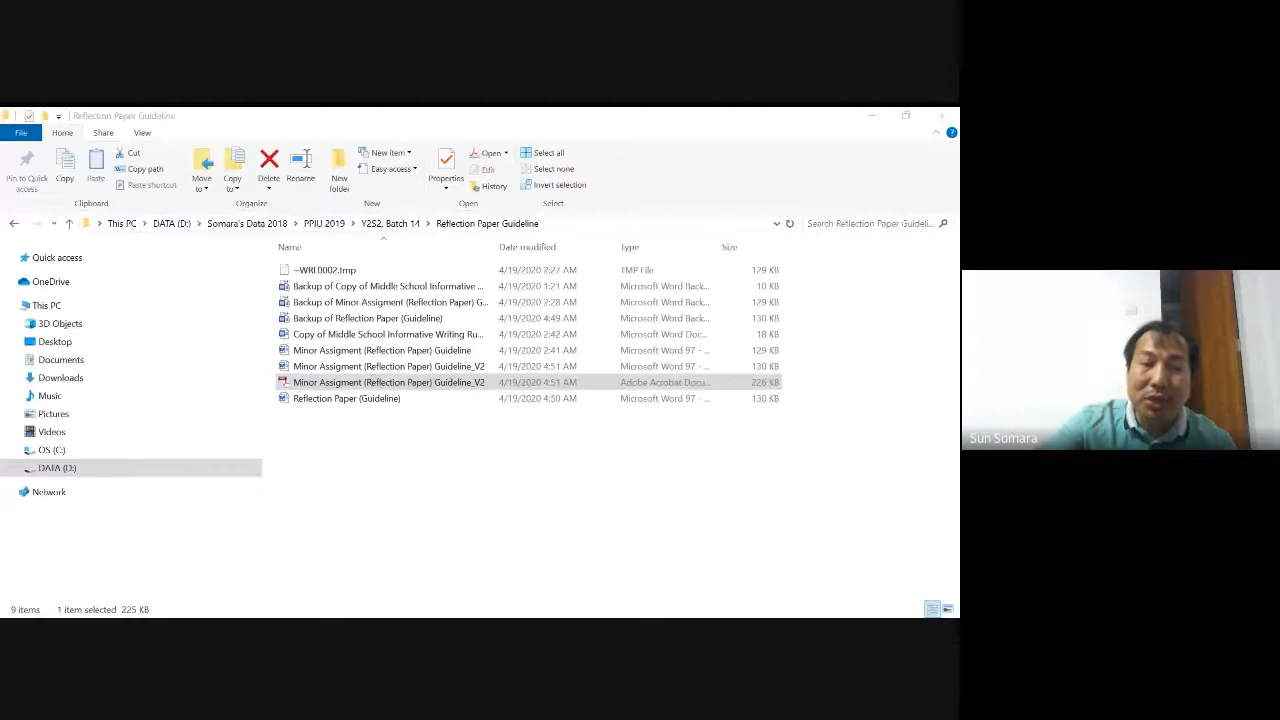 Reflection Paper Guideline
File Home Share View
Pin to Quick access
Copy
Paste
Cut
Copy path
Paste shortcut
Move to
Copy to
Delete
Rename
New folder
New item
Easy access
Properties
Open
Edit
History
Select all
Select none
Invert selection
Clipboard Organize New Open Select
This PC DATA (D:) Somara's Data 2018 PPIU 2019 Y2S2, Batch 14 Reflection Paper Guideline
Search Reflection Paper Guideli...
Name Date modified Type Size
Quick access
OneDrive
This PC
3D Objects
Desktop
Documents
Downloads
Music
Pictures
Videos
OS (C:)
DATA (D:)
Network
~WRL0002.tmp 4/19/2020 2:27 AM TMP File 129 KB
Backup of Copy of Middle School Informative ... 4/19/2020 1:21 AM Microsoft Word Back... 10 KB
Backup of Minor Assigment (Reflection Paper) G... 4/19/2020 2:28 AM Microsoft Word Back... 129 KB
Backup of Reflection Paper (Guideline) 4/19/2020 4:49 AM Microsoft Word Back... 130 KB
Copy of Middle School Informative Writing Ru... 4/19/2020 2:42 AM Microsoft Word Doc... 18 KB
Minor Assigment (Reflection Paper) Guideline 4/19/2020 2:41 AM Microsoft Word 97 - ... 129 KB
Minor Assigment (Reflection Paper) Guideline_V2 4/19/2020 4:51 AM Microsoft Word 97 - ... 130 KB
Minor Assigment (Reflection Paper) Guideline_V2 4/19/2020 4:51 AM Adobe Acrobat Docu... 226 KB
Reflection Paper (Guideline) 4/19/2020 4:50 AM Microsoft Word 97 - ... 130 KB
9 items 1 item selected 225 KB
Sun Somara